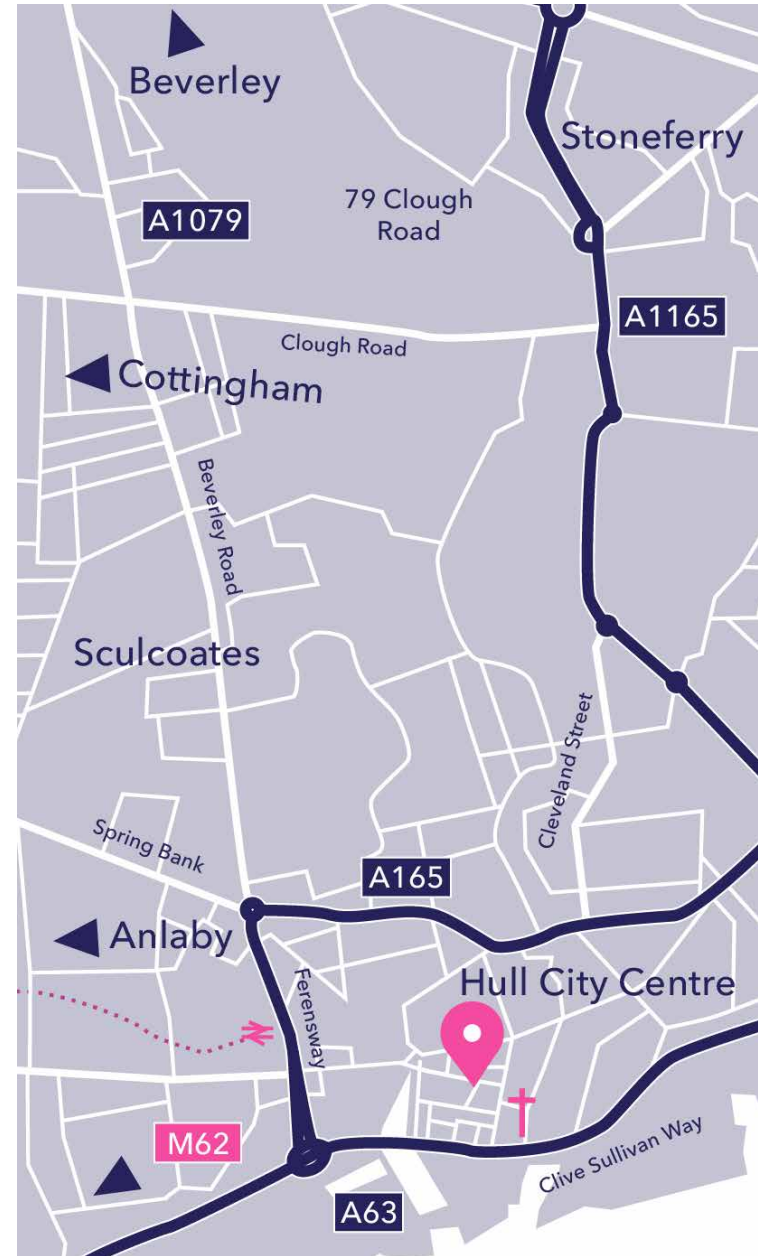 Beverley
Stoneferry
79 Clough
Road
A1079
A1165
Clough Road
Cottingham
Beverley Road
Sculcoates
Cleveland Street
Spring Bank
A165
Anlaby
Hull City Centre
Ferensway
M62
Clive Sullivan Way
A63